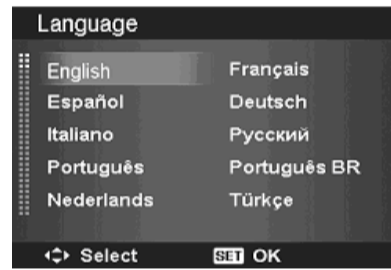 Language
English Français
Español Deutsch
Italiano Русский
Português Português BR
Nederlands Türkçe
Select SET OK